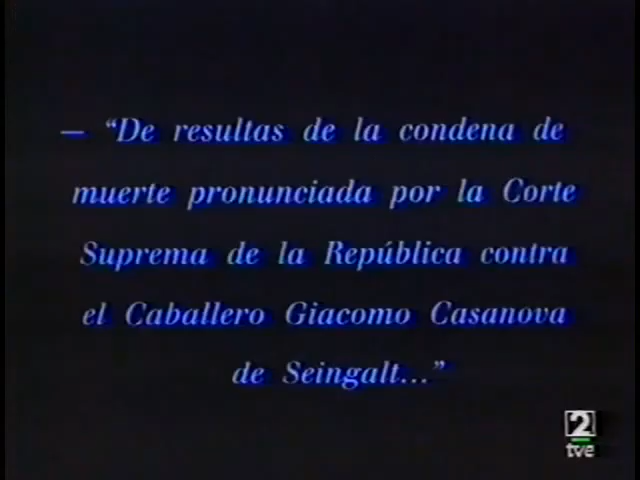 — “De resultas de la condena de
muerte pronunciada por la Corte
Suprema de la República contra
el Caballero Giacomo Casanova
de Seingalt...”
2
tve